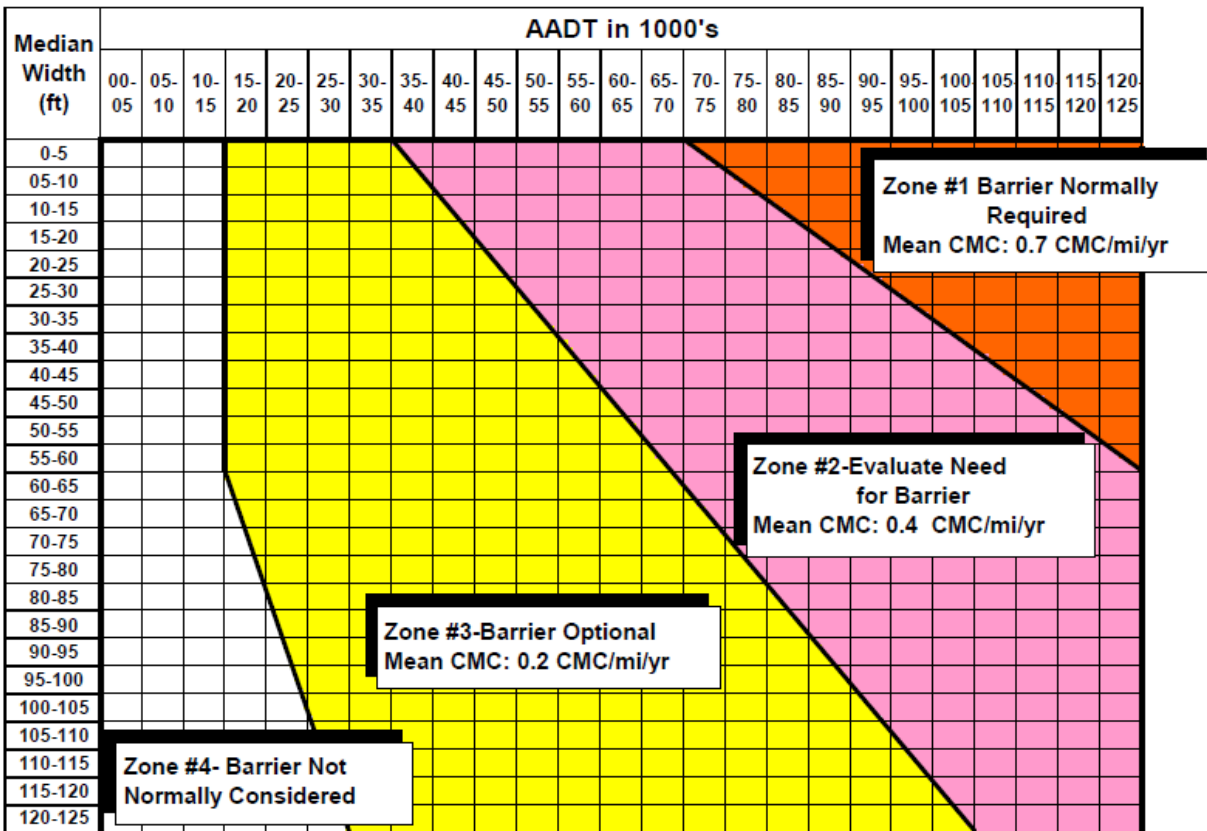 AADT in 1000's
Median
Width
(ft)
00- 05- 10- 15- 20- 25- 30- 35- 40- 45- 50- 55- 60- 65- 70- 75- 80- 85- 90- 95- 100 105 110 115 120
05 10 15 20 25 30 35 40 45 50 55 60 65 70 75 80 85 90 95 100 105 110 115 120 125
0-5
05-10
10-15
15-20
20-25
25-30
30-35
35-40
40-45
45-50
50-55
55-60
60-65
65-70
70-75
75-80
80-85
85-90
90-95
95-100
100-105
105-110
110-115
115-120
120-125
Zone #1 Barrier Normally
Required
Mean CMC: 0.7 CMC/mi/yr
Zone #2-Evaluate Need
for Barrier
Mean CMC: 0.4 CMC/mi/yr
Zone #3-Barrier Optional
Mean CMC: 0.2 CMC/mi/yr
Zone #4- Barrier Not
Normally Considered